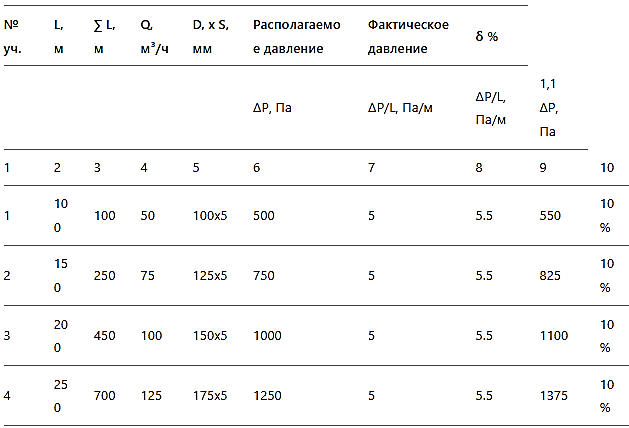 № уч. L, м ∑ L, м Q, м³/ч D, x S, мм Располагаемое давление Фактическое давление δ %
ΔP, Па ΔP/L, Па/м ΔP/L, Па/м 1,1 ΔP, Па
1 2 3 4 5 6 7 8 9 10
1 100 100 50 100x5 500 5 5.5 550 10%
2 150 250 75 125x5 750 5 5.5 825 10%
3 200 450 100 150x5 1000 5 5.5 1100 10%
4 250 700 125 175x5 1250 5 5.5 1375 10%